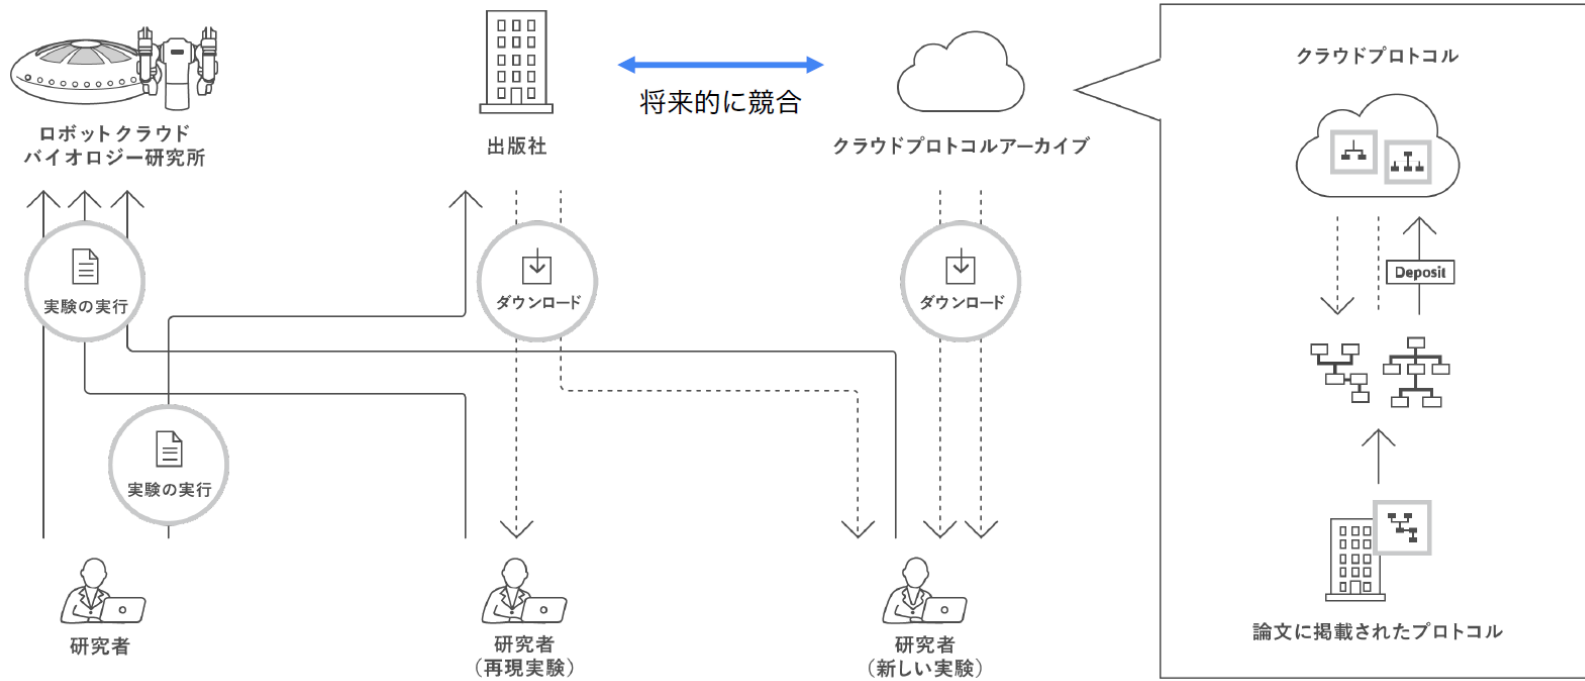 ロボットクラウド
バイオロジー研究所
出版社
将来的に競合
クラウドプロトコルアーカイブ
クラウドプロトコル
実験の実行
ダウンロード
ダウンロード
Deposit
実験の実行
研究者
研究者
（再現実験）
研究者
（新しい実験）
論文に掲載されたプロトコル